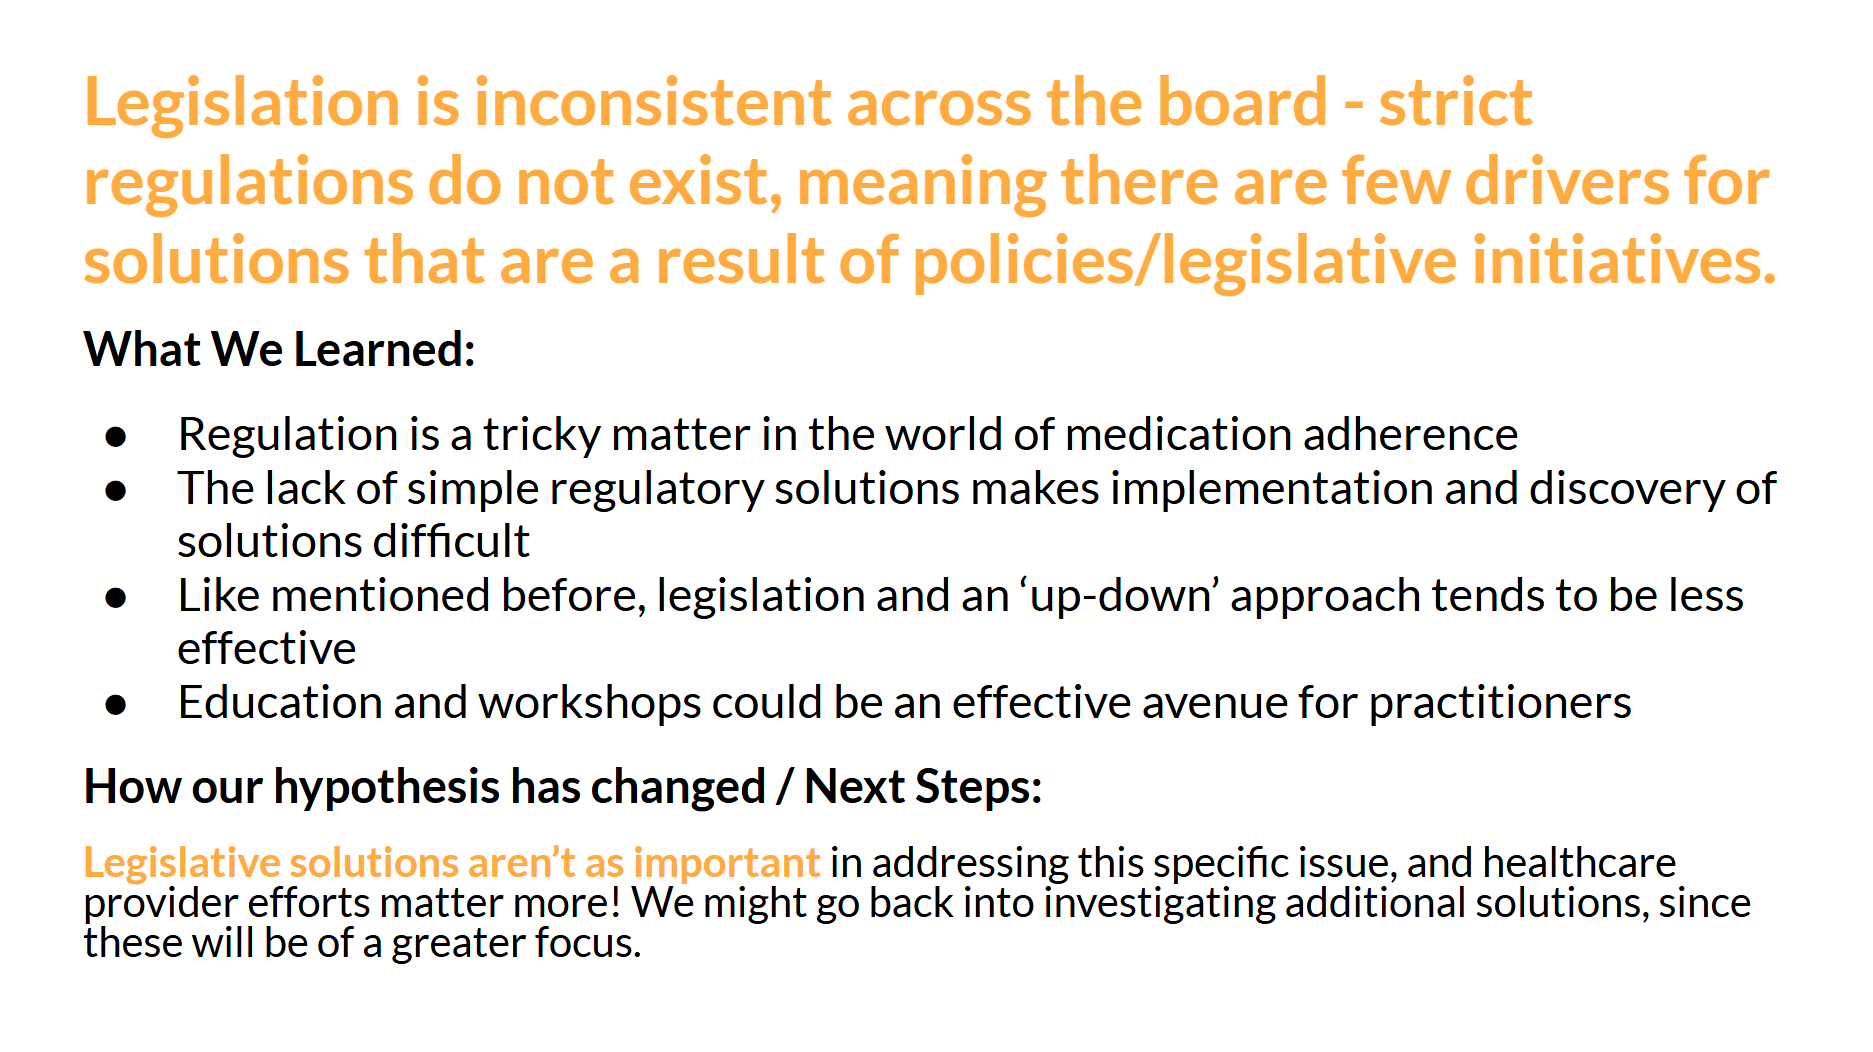 Legislation is inconsistent across the board - strict
regulations do not exist, meaning there are few drivers for
solutions that are a result of policies/legislative initiatives.
What We Learned:
● Regulation is a tricky matter in the world of medication adherence
● The lack of simple regulatory solutions makes implementation and discovery of
solutions difficult
● Like mentioned before, legislation and an ‘up-down’ approach tends to be less
effective
● Education and workshops could be an effective avenue for practitioners
How our hypothesis has changed / Next Steps:
Legislative solutions aren’t as important in addressing this specific issue, and healthcare
provider efforts matter more! We might go back into investigating additional solutions, since
these will be of a greater focus.